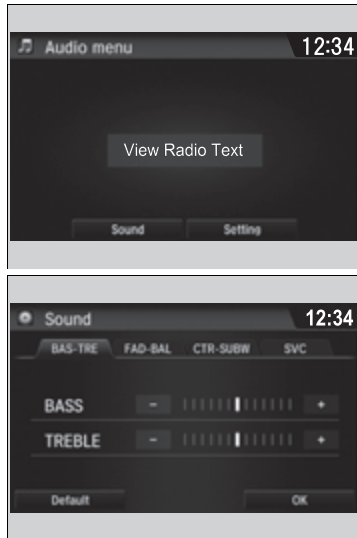 Audio menu 12:34
View Radio Text
Sound Setting
Sound 12:34
BAS-TRE FAD-BAL CTR-SUBW SVC
BASS - +
TREBLE - +
Default OK